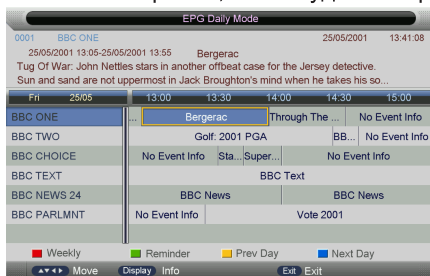 EPG Daily Mode
0001 BBC ONE 25/05/2001 13:41:08
25/05/2001 13:05-25/05/2001 13:55 Bergerac
Tug Of War: John Nettles stars in another offbeat case for the Jersey detective.
Sun and sand are not uppermost in Jack Broughton's mind when he takes his so...
Fri 25/05 13:00 13:30 14:00 14:30 15:00
BBC ONE ... Bergerac Through The ... No Event Info
BBC TWO Golf: 2001 PGA BB... No Event Info
BBC CHOICE No Event Info Sta... Super... No Event Info
BBC TEXT BBC Text
BBC NEWS 24 BBC News BBC News
BBC PARLMNT No Event Info Vote 2001
Weekly Reminder Prev Day Next Day
Move Display Info Exit Exit